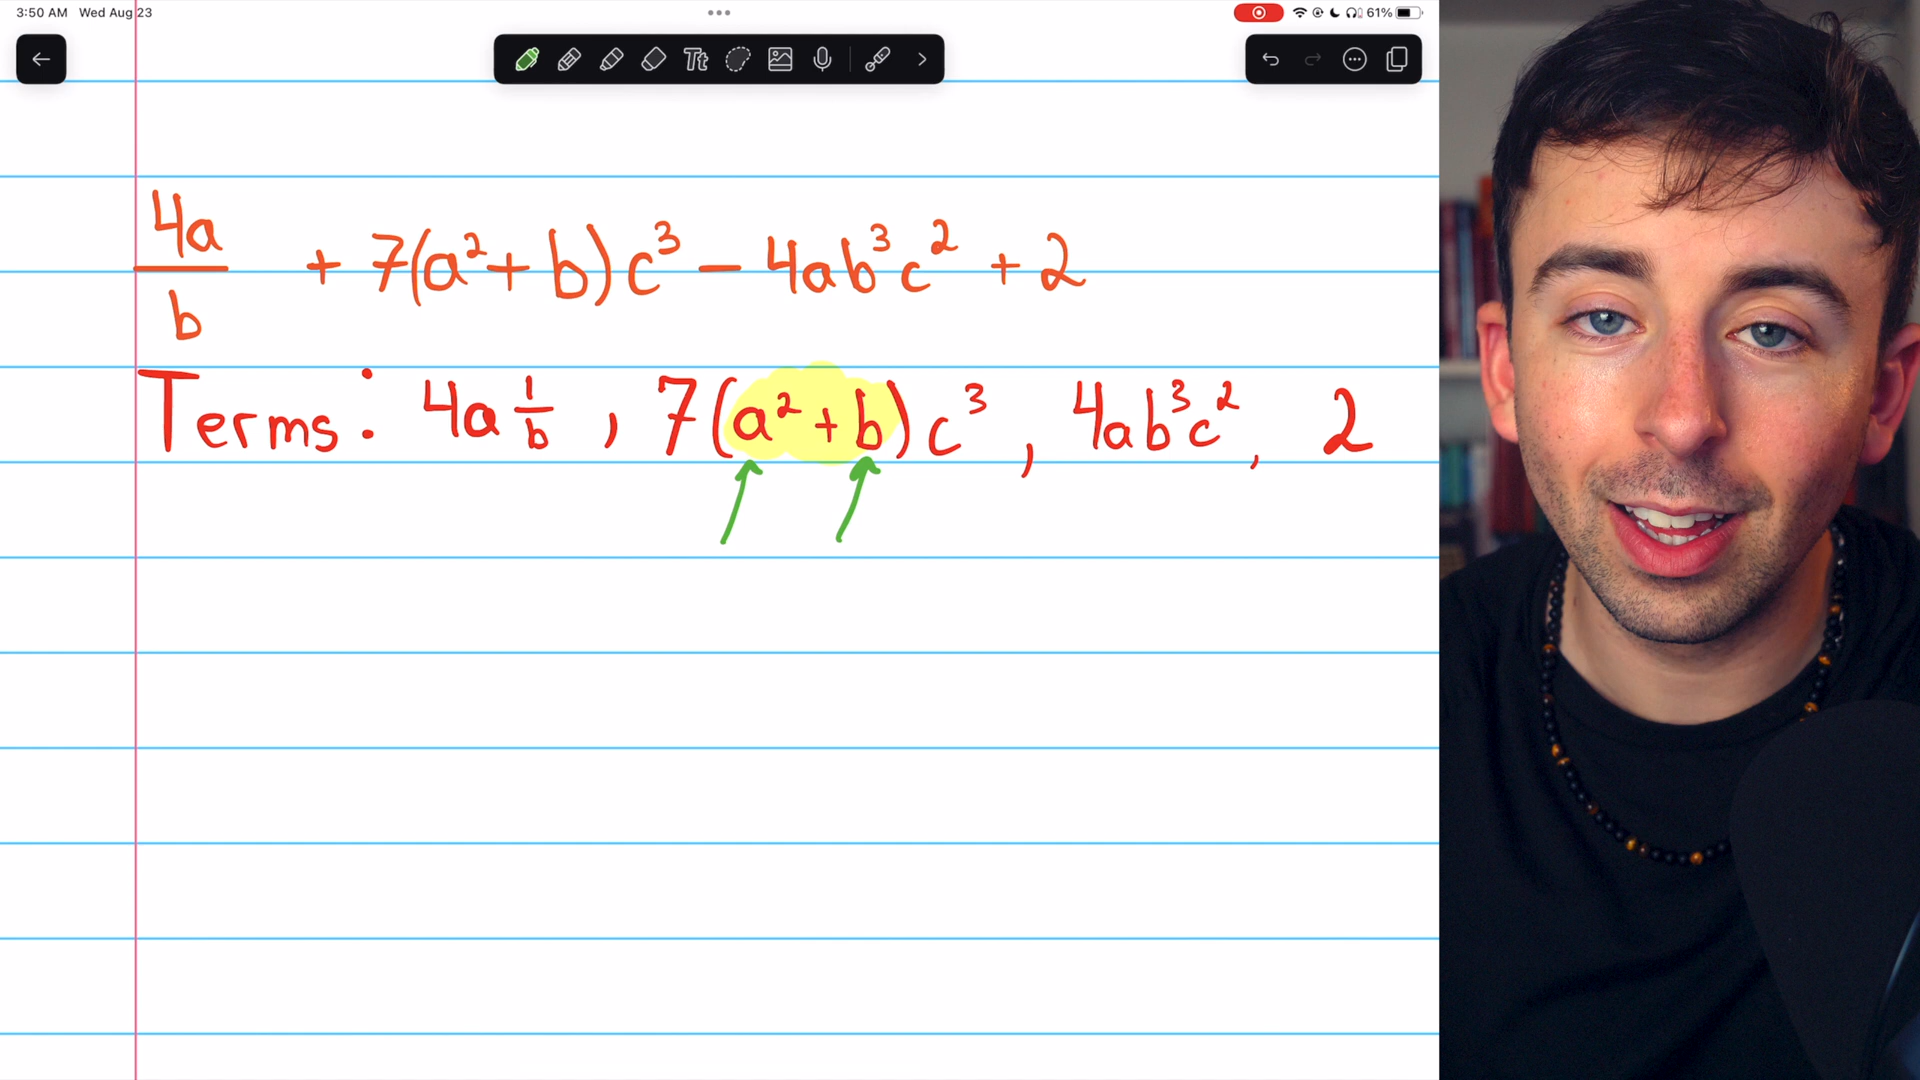 3:50 AM Wed Aug 23
61%
Tt
4a/b + 7(a² + b)c³ − 4ab³c² + 2
Terms: 4a 1/b , 7(a² + b)c³ , 4ab³c² , 2